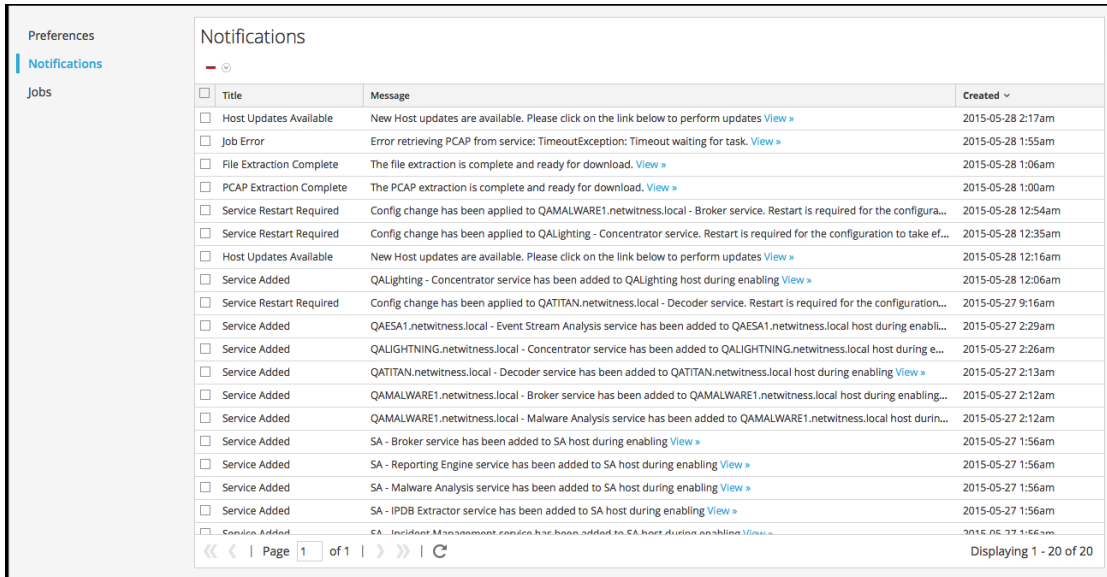 Preferences
Notifications
Jobs
Notifications
Title Message Created
Host Updates Available New Host updates are available. Please click on the link below to perform updates View » 2015-05-28 2:17am
Job Error Error retrieving PCAP from service: TimeoutException: Timeout waiting for task. View » 2015-05-28 1:55am
File Extraction Complete The file extraction is complete and ready for download. View » 2015-05-28 1:06am
PCAP Extraction Complete The PCAP extraction is complete and ready for download. View » 2015-05-28 1:00am
Service Restart Required Config change has been applied to QAMALWARE1.netwitness.local - Broker service. Restart is required for the configura... 2015-05-28 12:54am
Service Restart Required Config change has been applied to QALighting - Concentrator service. Restart is required for the configuration to take ef... 2015-05-28 12:35am
Host Updates Available New Host updates are available. Please click on the link below to perform updates View » 2015-05-28 12:16am
Service Added QALighting - Concentrator service has been added to QALighting host during enabling View » 2015-05-28 12:06am
Service Restart Required Config change has been applied to QATITAN.netwitness.local - Decoder service. Restart is required for the configuration... 2015-05-27 9:16am
Service Added QAESA1.netwitness.local - Event Stream Analysis service has been added to QAESA1.netwitness.local host during enabli... 2015-05-27 2:29am
Service Added QALIGHTNING.netwitness.local - Concentrator service has been added to QALIGHTNING.netwitness.local host during e... 2015-05-27 2:26am
Service Added QATITAN.netwitness.local - Decoder service has been added to QATITAN.netwitness.local host during enabling View » 2015-05-27 2:13am
Service Added QAMALWARE1.netwitness.local - Broker service has been added to QAMALWARE1.netwitness.local host during enabling... 2015-05-27 2:12am
Service Added QAMALWARE1.netwitness.local - Malware Analysis service has been added to QAMALWARE1.netwitness.local host durin... 2015-05-27 2:12am
Service Added SA - Broker service has been added to SA host during enabling View » 2015-05-27 1:56am
Service Added SA - Reporting Engine service has been added to SA host during enabling View » 2015-05-27 1:56am
Service Added SA - Malware Analysis service has been added to SA host during enabling View » 2015-05-27 1:56am
Service Added SA - IPDB Extractor service has been added to SA host during enabling View » 2015-05-27 1:56am
Service Added SA - Incident Management service has been added to SA host during enabling View » 2015-05-27 1:56am
Page 1 of 1 Displaying 1 - 20 of 20